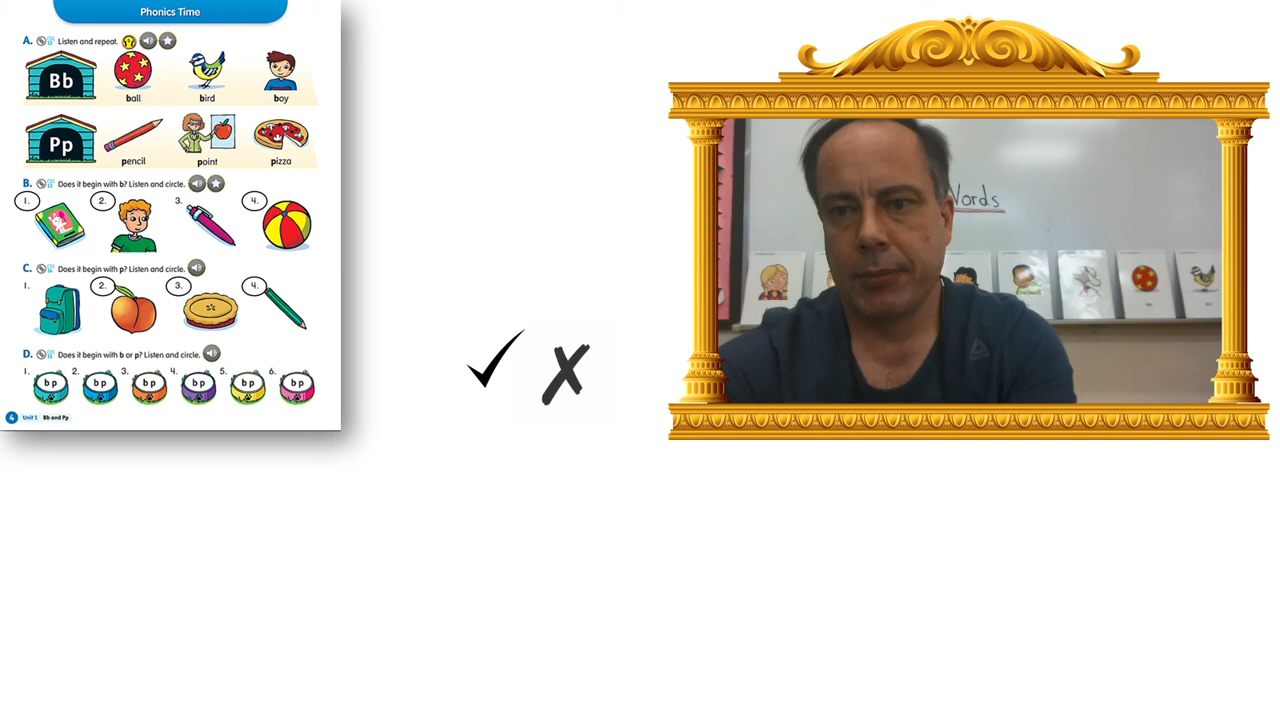 Phonics Time
A. Listen and repeat.
Bb
ball bird boy
Pp
pencil point pizza
B. Does it begin with b? Listen and circle.
1. 2. 3. 4.
C. Does it begin with p? Listen and circle.
1. 2. 3. 4.
D. Does it begin with b or p? Listen and circle.
1. 2. 3. 4. 5. 6.
b p b p b p b p b p b p
4 Unit 1 Bb and Pp
Words